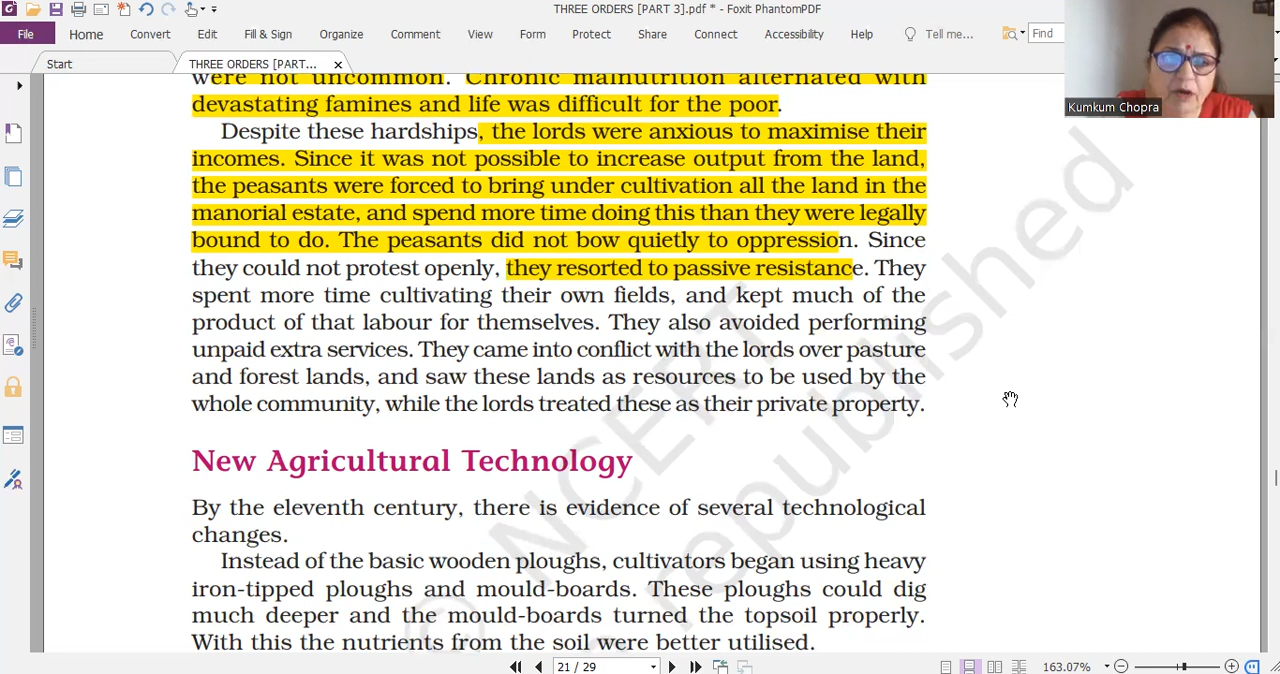 THREE ORDERS [PART 3].pdf * - Foxit PhantomPDF
File Home Convert Edit Fill & Sign Organize Comment View Form Protect Share Connect Accessibility Help Tell me... Find
Start THREE ORDERS [PART...
Kumkum Chopra
were not uncommon. Chronic malnutrition alternated with
devastating famines and life was difficult for the poor.
Despite these hardships, the lords were anxious to maximise their
incomes. Since it was not possible to increase output from the land,
the peasants were forced to bring under cultivation all the land in the
manorial estate, and spend more time doing this than they were legally
bound to do. The peasants did not bow quietly to oppression. Since
they could not protest openly, they resorted to passive resistance. They
spent more time cultivating their own fields, and kept much of the
product of that labour for themselves. They also avoided performing
unpaid extra services. They came into conflict with the lords over pasture
and forest lands, and saw these lands as resources to be used by the
whole community, while the lords treated these as their private property.
New Agricultural Technology
By the eleventh century, there is evidence of several technological
changes.
Instead of the basic wooden ploughs, cultivators began using heavy
iron-tipped ploughs and mould-boards. These ploughs could dig
much deeper and the mould-boards turned the topsoil properly.
With this the nutrients from the soil were better utilised.
© NCERT
republished
21 / 29
163.07%